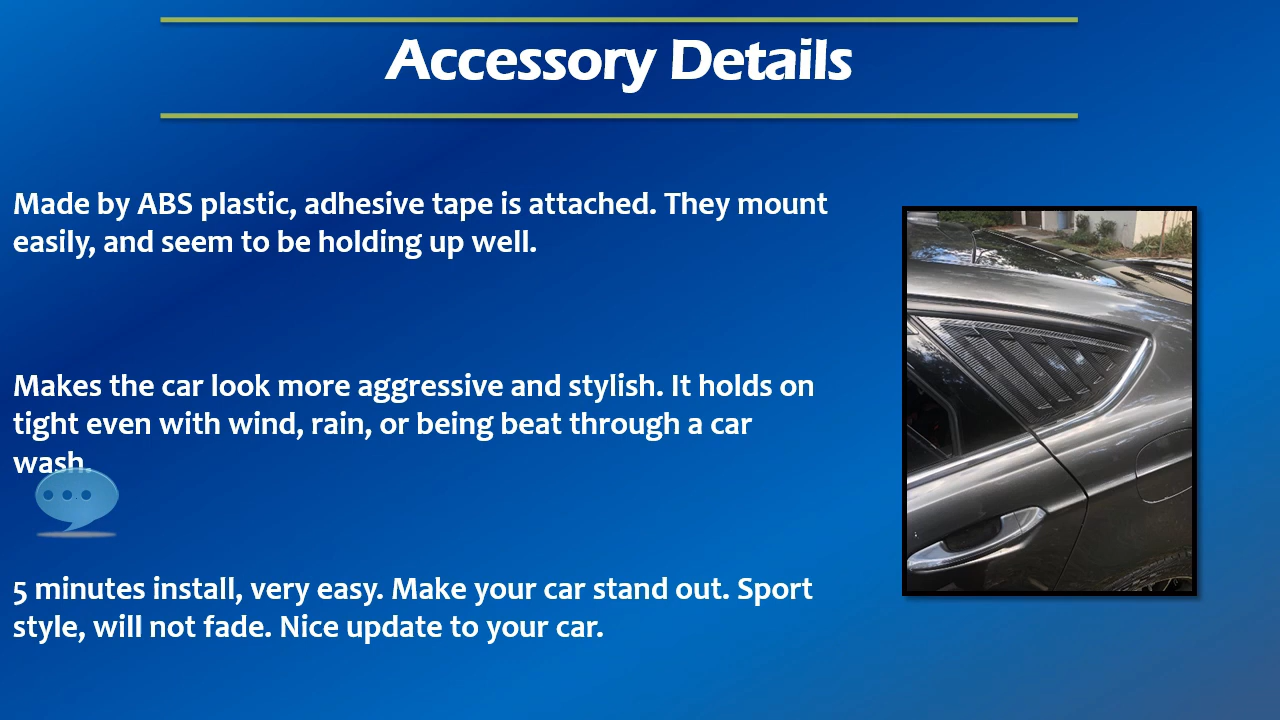 Accessory Details
Made by ABS plastic, adhesive tape is attached. They mount
easily, and seem to be holding up well.
Makes the car look more aggressive and stylish. It holds on
tight even with wind, rain, or being beat through a car
wash.
5 minutes install, very easy. Make your car stand out. Sport
style, will not fade. Nice update to your car.